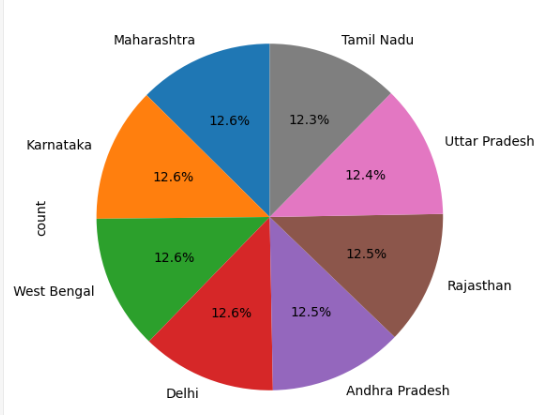 Maharashtra
Tamil Nadu
12.6%
12.3%
Karnataka
Uttar Pradesh
12.6%
12.4%
count
12.6%
12.5%
West Bengal
Rajasthan
12.6%
12.5%
Delhi
Andhra Pradesh